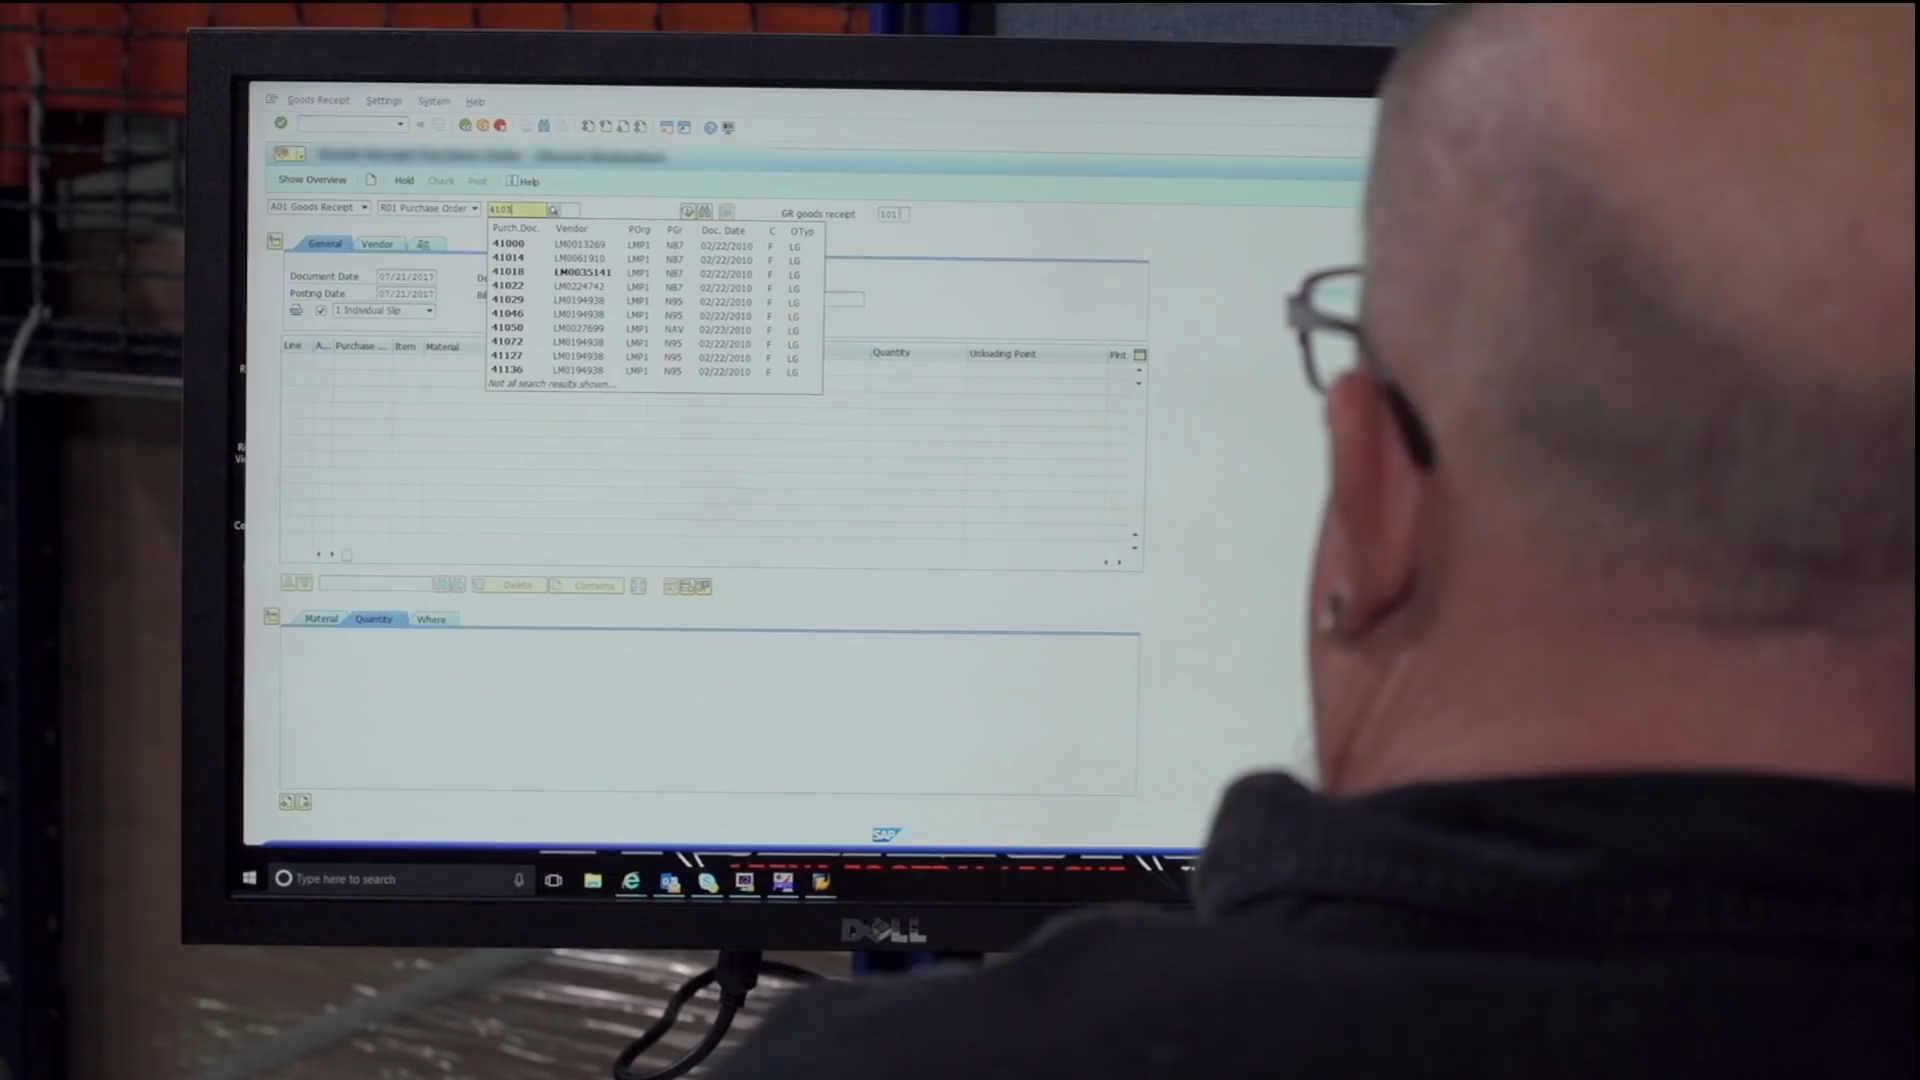 Goods Receipt Settings System Help
Show Overview Hold Check Post Help
A01 Goods Receipt R01 Purchase Order 4103 GR goods receipt 101
Purch.Doc. Vendor POrg PGr Doc. Date C OTyp
41000 LM0013269 LMP1 N87 02/22/2010 F LG
41014 LM0061910 LMP1 N87 02/22/2010 F LG
41018 LM0035141 LMP1 N87 02/22/2010 F LG
41022 LM0224742 LMP1 N87 02/22/2010 F LG
41029 LM0194938 LMP1 N95 02/22/2010 F LG
41046 LM0194938 LMP1 N95 02/22/2010 F LG
41050 LM0027699 LMP1 NAV 02/23/2010 F LG
41072 LM0194938 LMP1 N95 02/22/2010 F LG
41127 LM0194938 LMP1 N95 02/22/2010 F LG
41136 LM0194938 LMP1 N95 02/22/2010 F LG
Not all search results shown...
General Vendor
Document Date 07/21/2017
Posting Date 07/21/2017
1 Individual Slip
Line A... Purchase ... Item Material Quantity Unloading Point Plnt
Delete Contents
Material Quantity Where
SAP
Type here to search
DELL